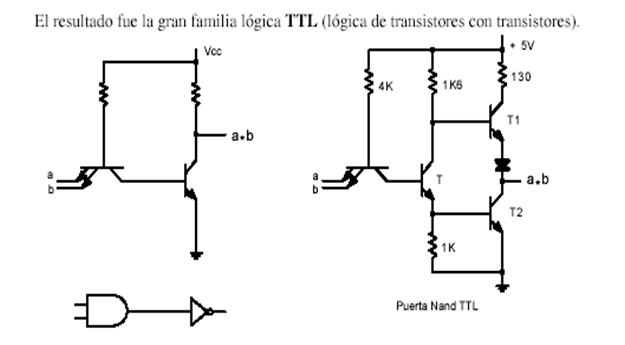 El resultado fue la gran familia lógica TTL (lógica de transistores con transistores).
Vcc
a.b
a
b
+ 5V
4K
1K6
130
T1
a
b
T
a.b
T2
1K
Puerta Nand TTL